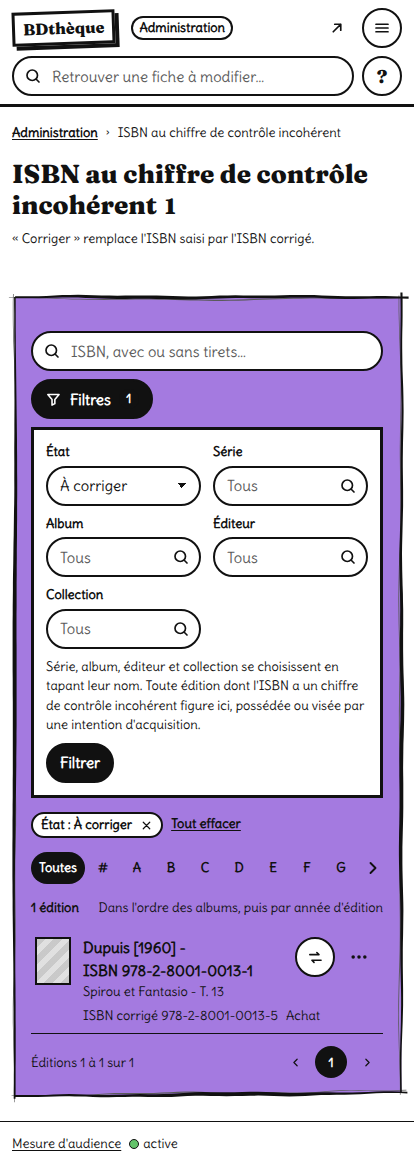 BDthèque
Administration
Retrouver une fiche à modifier...
?
Administration › ISBN au chiffre de contrôle incohérent
ISBN au chiffre de contrôle
incohérent 1
« Corriger » remplace l'ISBN saisi par l'ISBN corrigé.
ISBN, avec ou sans tirets...
Filtres 1
État Série
À corriger Tous
Album Éditeur
Tous Tous
Collection
Tous
Série, album, éditeur et collection se choisissent en
tapant leur nom. Toute édition dont l'ISBN a un chiffre
de contrôle incohérent figure ici, possédée ou visée par
une intention d'acquisition.
Filtrer
État : À corriger × Tout effacer
Toutes # A B C D E F G
1 édition Dans l'ordre des albums, puis par année d'édition
Dupuis [1960] -
ISBN 978-2-8001-0013-1
Spirou et Fantasio - T. 13
ISBN corrigé 978-2-8001-0013-5 Achat
Éditions 1 à 1 sur 1 ‹ 1 ›
Mesure d'audience active